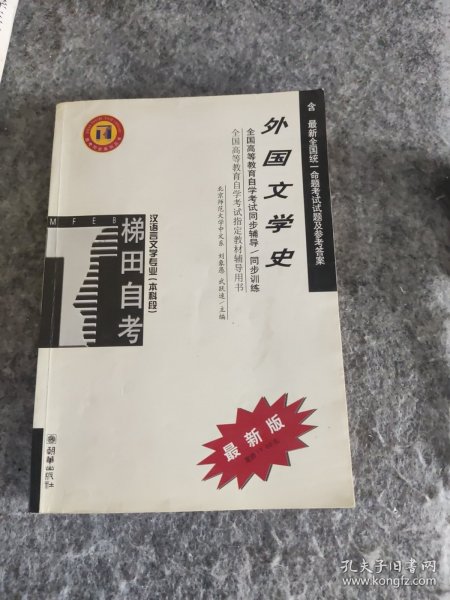 含 最新全国统一命题考试试题及参考答案
外国文学史
全国高等教育自学考试同步辅导/同步训练
全国高等教育自学考试指定教材辅导用书
北京师范大学中文系 刘象愚 武跃速/主编
汉语言文学专业(本科段)
MFEB
梯田自考
最新版
朝华出版社
孔夫子旧书网
www.kongfz.com